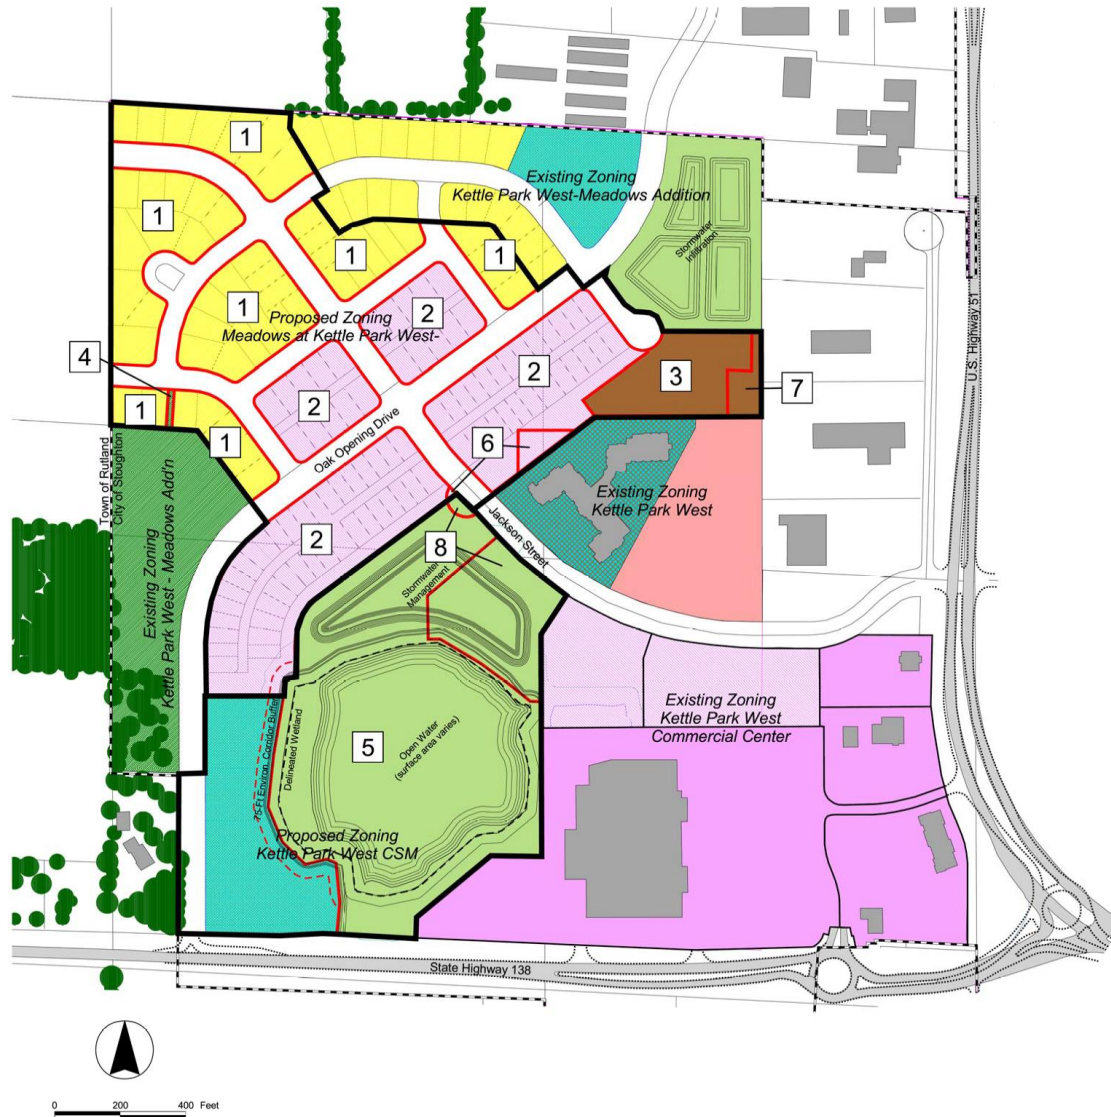 1
Existing Zoning
Kettle Park West-Meadows Addition
1
1
1
Stormwater
Infiltration
1
2
Proposed Zoning
Meadows at Kettle Park West-
U.S. Highway 51
4
2
3
7
1
2
1
Oak Opening Drive
6
Town of Rutland
City of Stoughton
Existing Zoning
Kettle Park West - Meadows Add'n
Existing Zoning
Kettle Park West
Jackson Street
2
8
Stormwater
Management
Existing Zoning
Kettle Park West
Commercial Center
75-Ft Environ. Corridor Buffer
Delineated Wetland
5
Open Water
(surface area varies)
Proposed Zoning
Kettle Park West CSM
State Highway 138
0 200 400 Feet